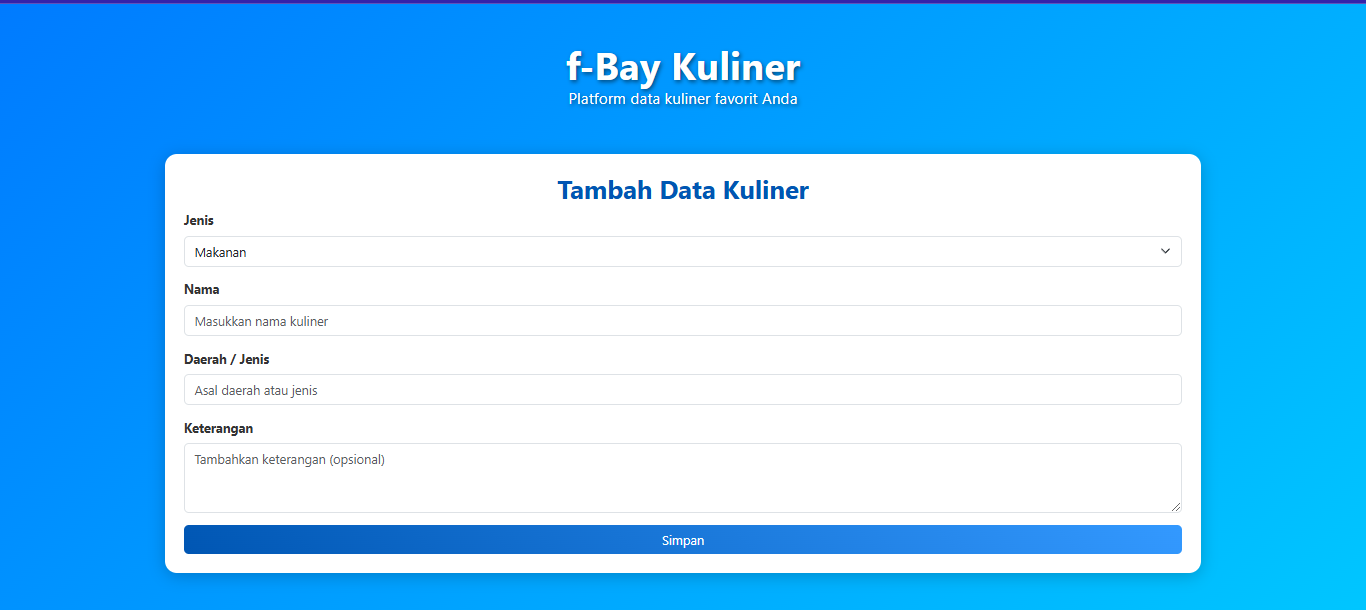 f-Bay Kuliner
Platform data kuliner favorit Anda
Tambah Data Kuliner
Jenis
Makanan
Nama
Masukkan nama kuliner
Daerah / Jenis
Asal daerah atau jenis
Keterangan
Tambahkan keterangan (opsional)
Simpan